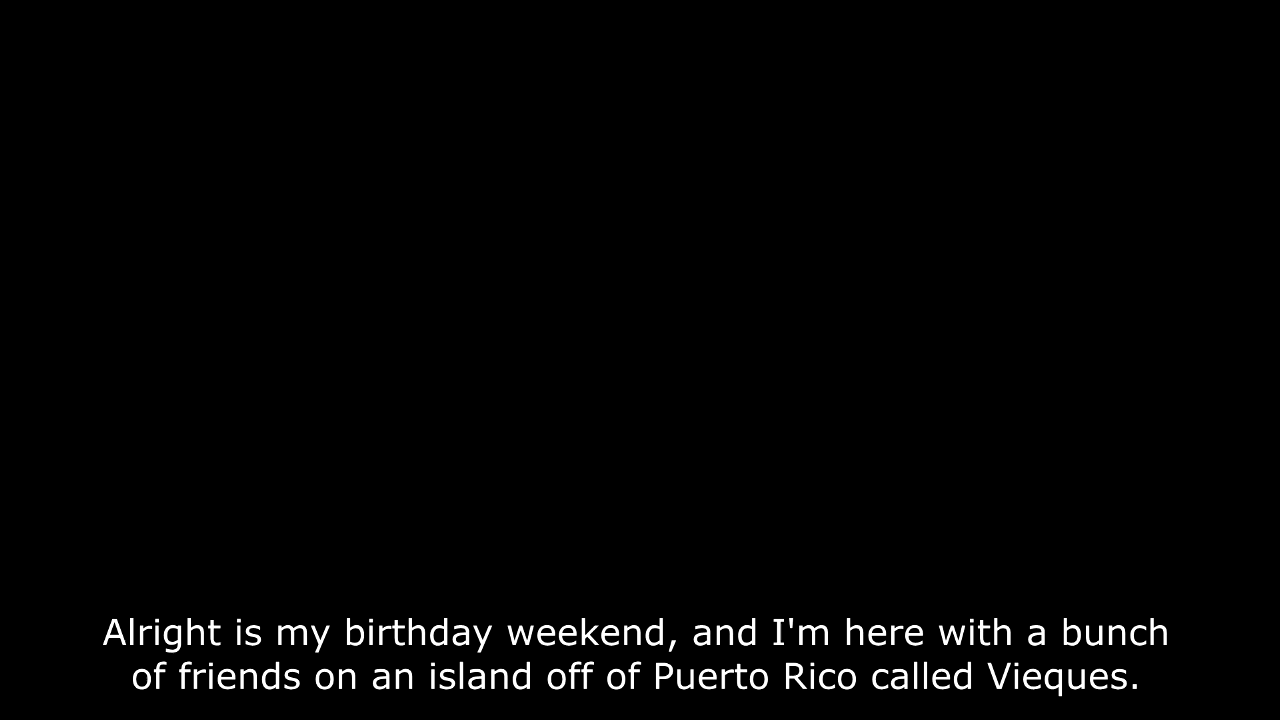 Alright is my birthday weekend, and I'm here with a bunch
of friends on an island off of Puerto Rico called Vieques.